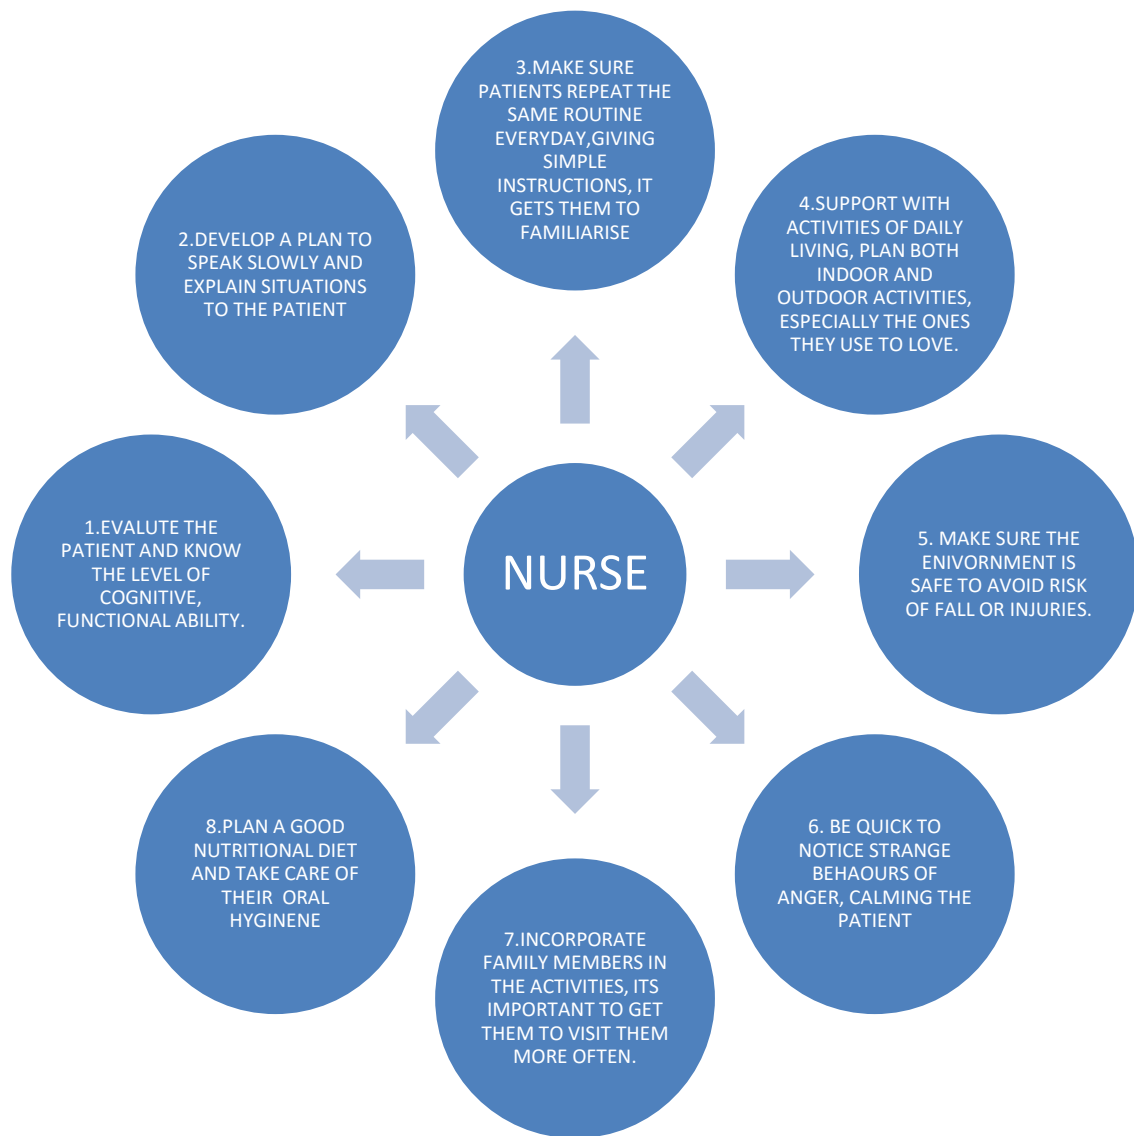 3.MAKE SURE
PATIENTS REPEAT THE
SAME ROUTINE
EVERYDAY,GIVING
SIMPLE
INSTRUCTIONS, IT
GETS THEM TO
FAMILIARISE
4.SUPPORT WITH
ACTIVITIES OF DAILY
LIVING, PLAN BOTH
INDOOR AND
OUTDOOR ACTIVITIES,
ESPECIALLY THE ONES
THEY USE TO LOVE.
2.DEVELOP A PLAN TO
SPEAK SLOWLY AND
EXPLAIN SITUATIONS
TO THE PATIENT
1.EVALUTE THE
PATIENT AND KNOW
THE LEVEL OF
COGNITIVE,
FUNCTIONAL ABILITY.
NURSE
5. MAKE SURE THE
ENIVORNMENT IS
SAFE TO AVOID RISK
OF FALL OR INJURIES.
8.PLAN A GOOD
NUTRITIONAL DIET
AND TAKE CARE OF
THEIR  ORAL
HYGINENE
6. BE QUICK TO
NOTICE STRANGE
BEHAOURS OF
ANGER, CALMING THE
PATIENT
7.INCORPORATE
FAMILY MEMBERS IN
THE ACTIVITIES, ITS
IMPORTANT TO GET
THEM TO VISIT THEM
MORE OFTEN.